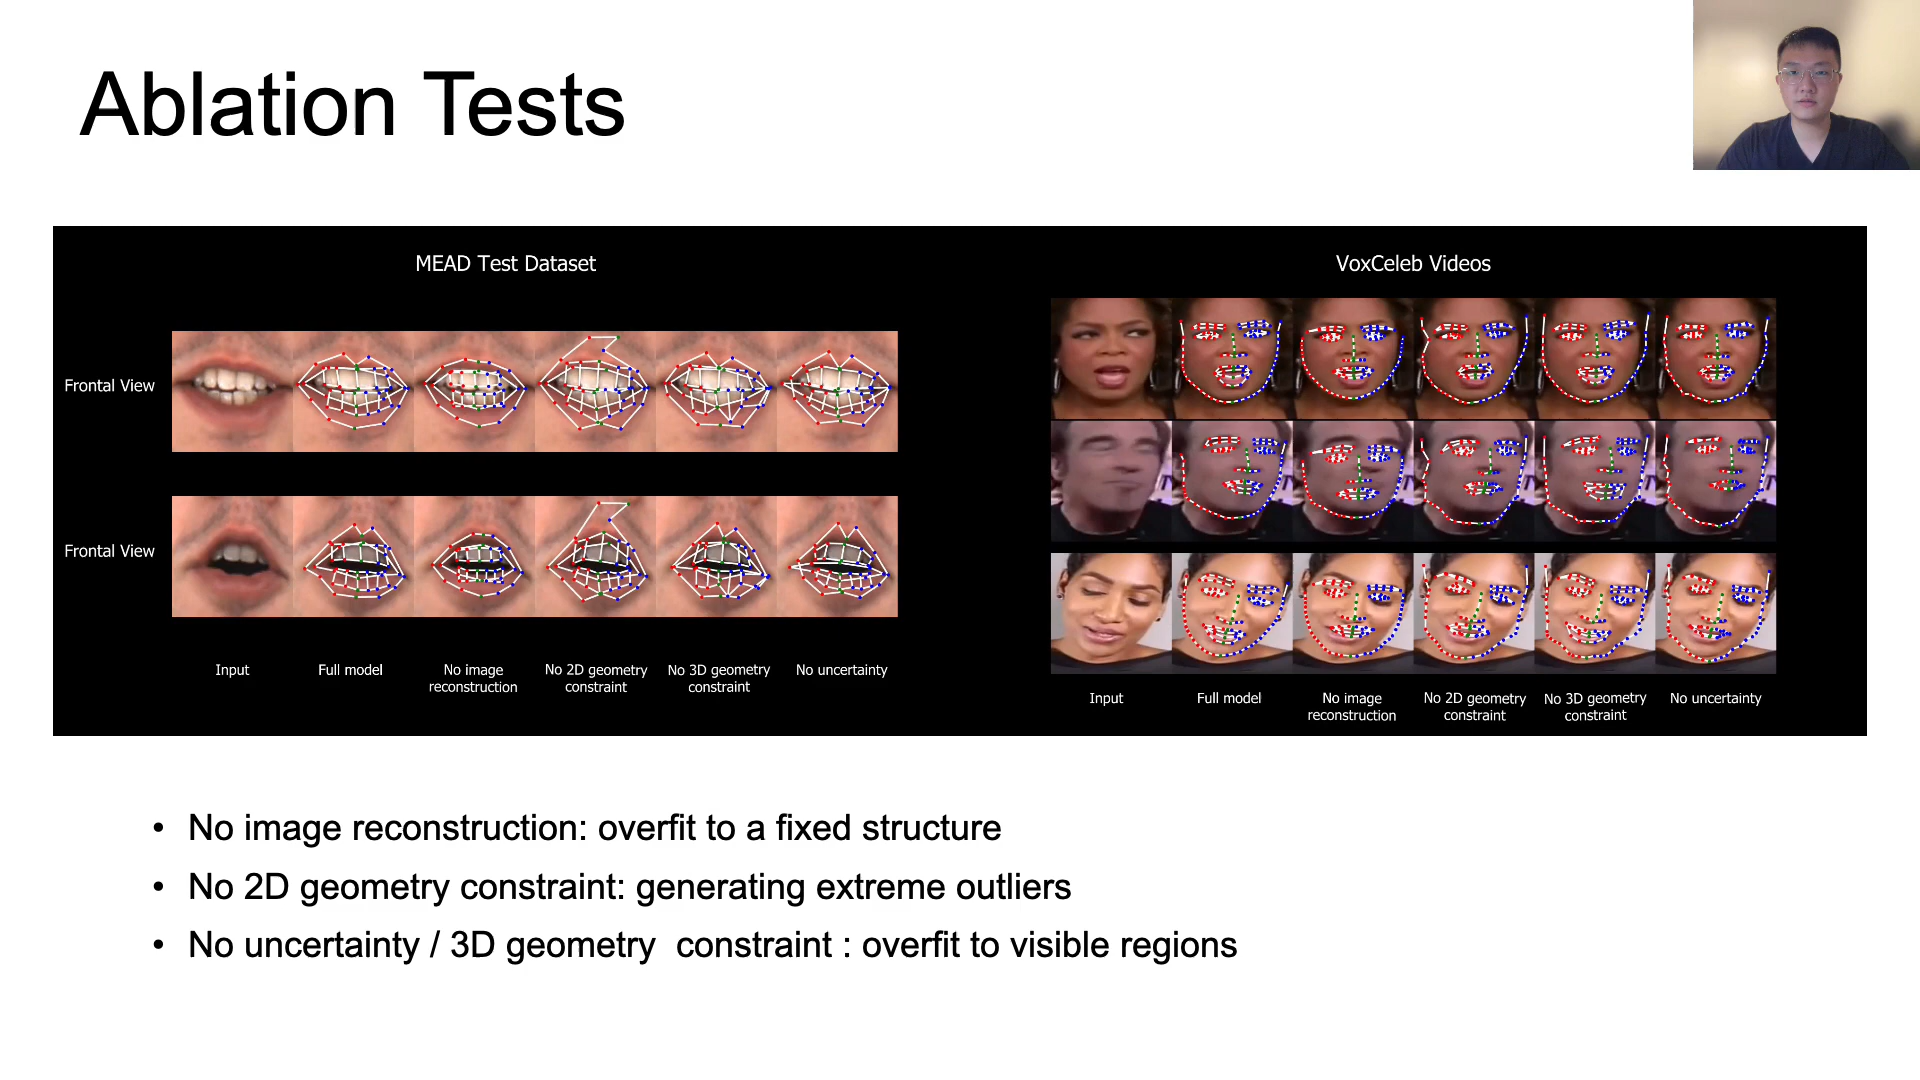 Ablation Tests
MEAD Test Dataset
VoxCeleb Videos
Frontal View
Frontal View
Input
Full model
No image
reconstruction
No 2D geometry
constraint
No 3D geometry
constraint
No uncertainty
Input
Full model
No image
reconstruction
No 2D geometry
constraint
No 3D geometry
constraint
No uncertainty
• No image reconstruction: overfit to a fixed structure
• No 2D geometry constraint: generating extreme outliers
• No uncertainty / 3D geometry  constraint : overfit to visible regions